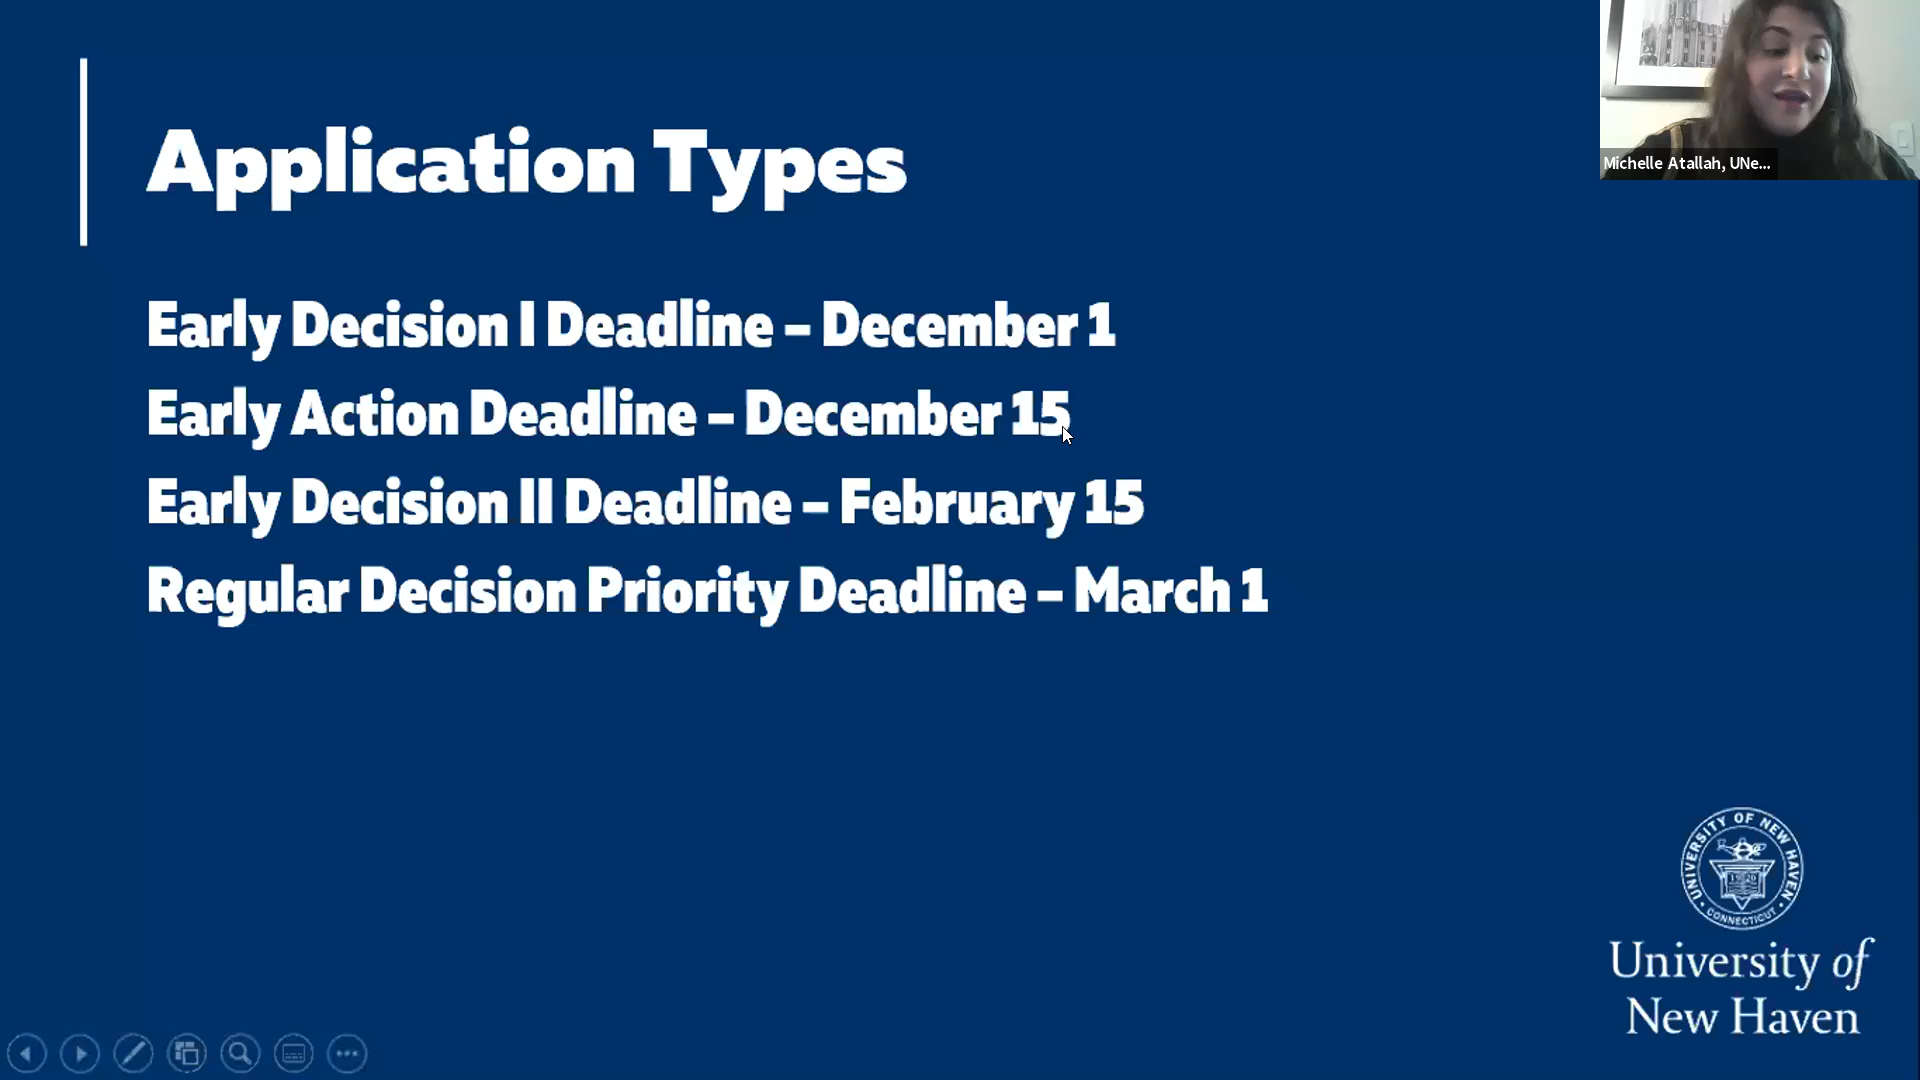 Application Types
Early Decision I Deadline – December 1
Early Action Deadline – December 15
Early Decision II Deadline – February 15
Regular Decision Priority Deadline – March 1
Michelle Atallah, UNe...
UNIVERSITY OF NEW HAVEN
1920
CONNECTICUT
University of
New Haven